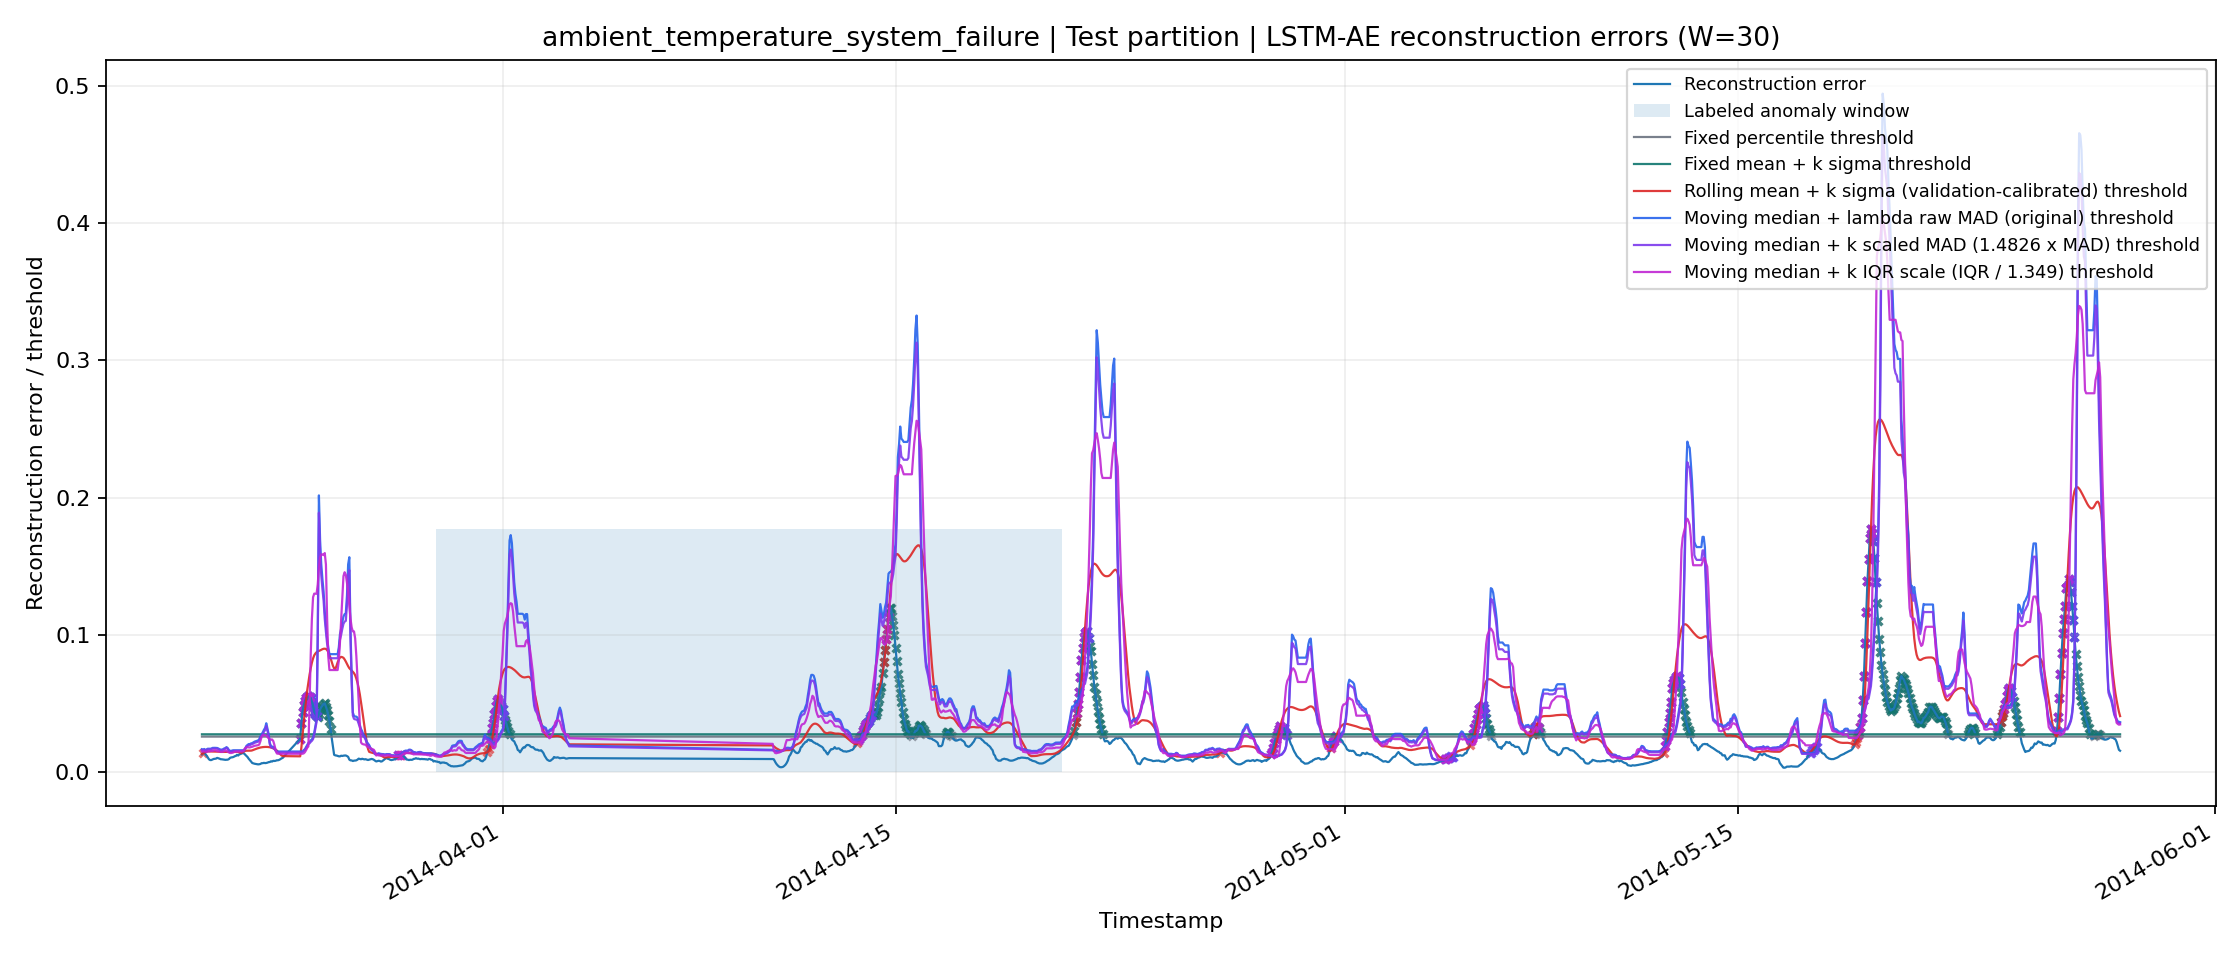 ambient_temperature_system_failure | Test partition | LSTM-AE reconstruction errors (W=30)
Reconstruction error / threshold
0.5
0.4
0.3
0.2
0.1
0.0
Reconstruction error
Labeled anomaly window
Fixed percentile threshold
Fixed mean + k sigma threshold
Rolling mean + k sigma (validation-calibrated) threshold
Moving median + lambda raw MAD (original) threshold
Moving median + k scaled MAD (1.4826 x MAD) threshold
Moving median + k IQR scale (IQR / 1.349) threshold
2014-04-01
2014-04-15
2014-05-01
2014-05-15
2014-06-01
Timestamp